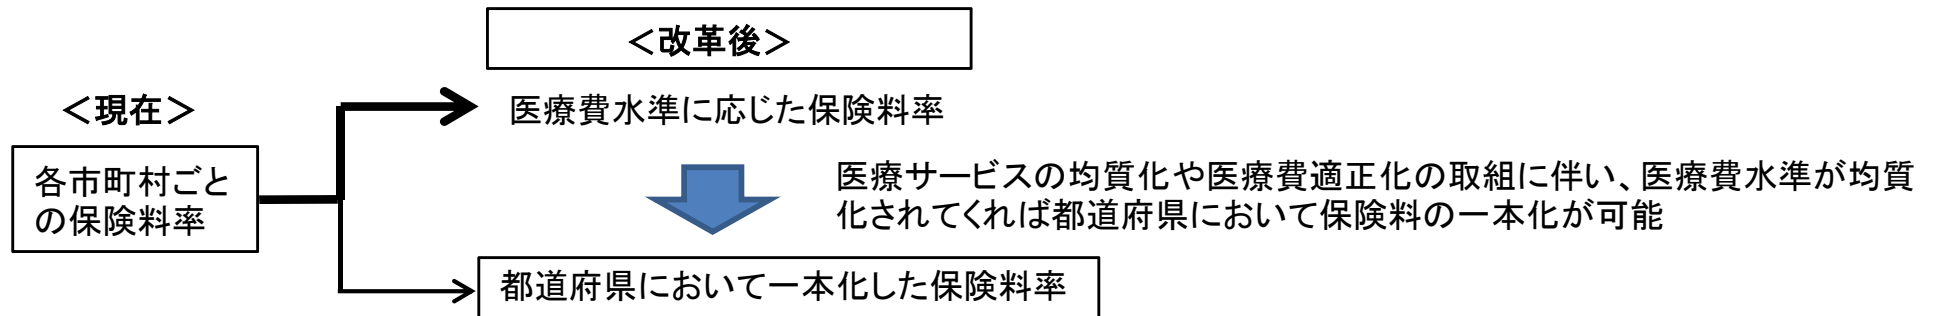 ＜改革後＞
＜現在＞
医療費水準に応じた保険料率
各市町村ごと
の保険料率
医療サービスの均質化や医療費適正化の取組に伴い、医療費水準が均質
化されてくれば都道府県において保険料の一本化が可能
都道府県において一本化した保険料率